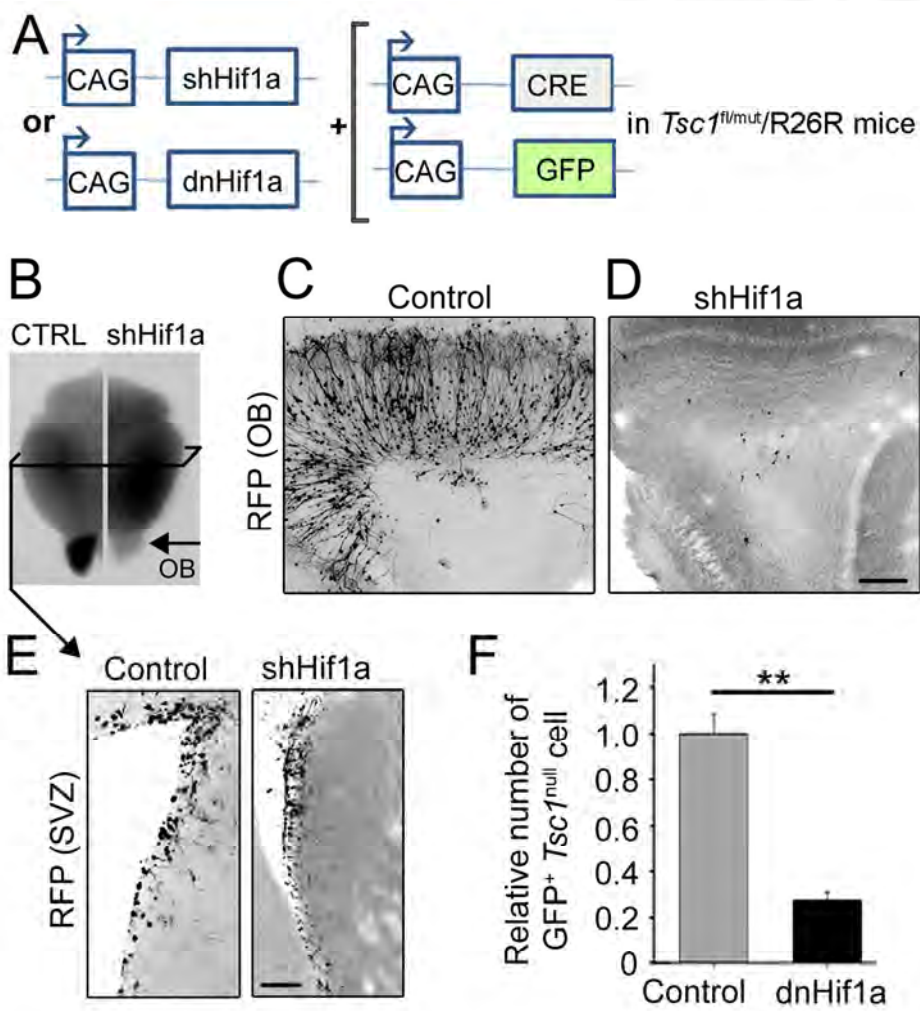 A
CAG shHif1a
or
CAG dnHif1a
+
CAG CRE
CAG GFP
in Tsc1fl/mut/R26R mice
B
CTRL shHif1a
OB
C
Control
D
shHif1a
RFP (OB)
E
Control shHif1a
RFP (SVZ)
F
Relative number of
GFP+ Tsc1null cell
**
1.2
1.0
0.8
0.6
0.4
0.2
0
Control dnHif1a